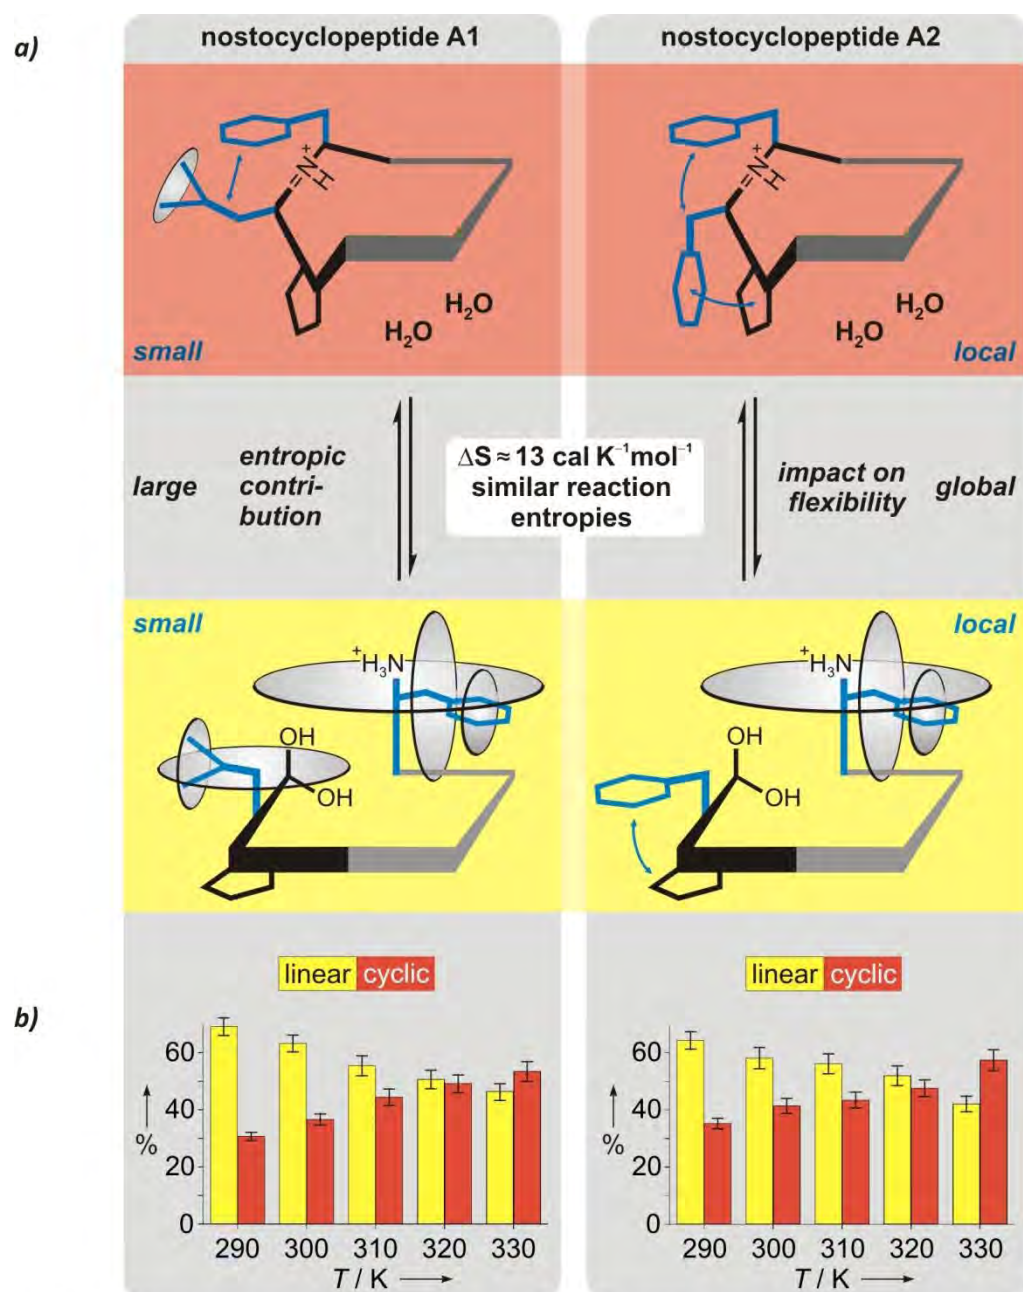 a)
nostocyclopeptide A1
nostocyclopeptide A2
+
N
H
H₂O
H₂O
small
+
N
H
H₂O
H₂O
local
large
entropic
contri-
bution
ΔS ≈ 13 cal K⁻¹mol⁻¹
similar reaction
entropies
impact on
flexibility
global
small
⁺H₃N
OH
OH
local
⁺H₃N
OH
OH
b)
linear cyclic
60
40
%
20
0
290 300 310 320 330
T / K
linear cyclic
60
40
%
20
0
290 300 310 320 330
T / K